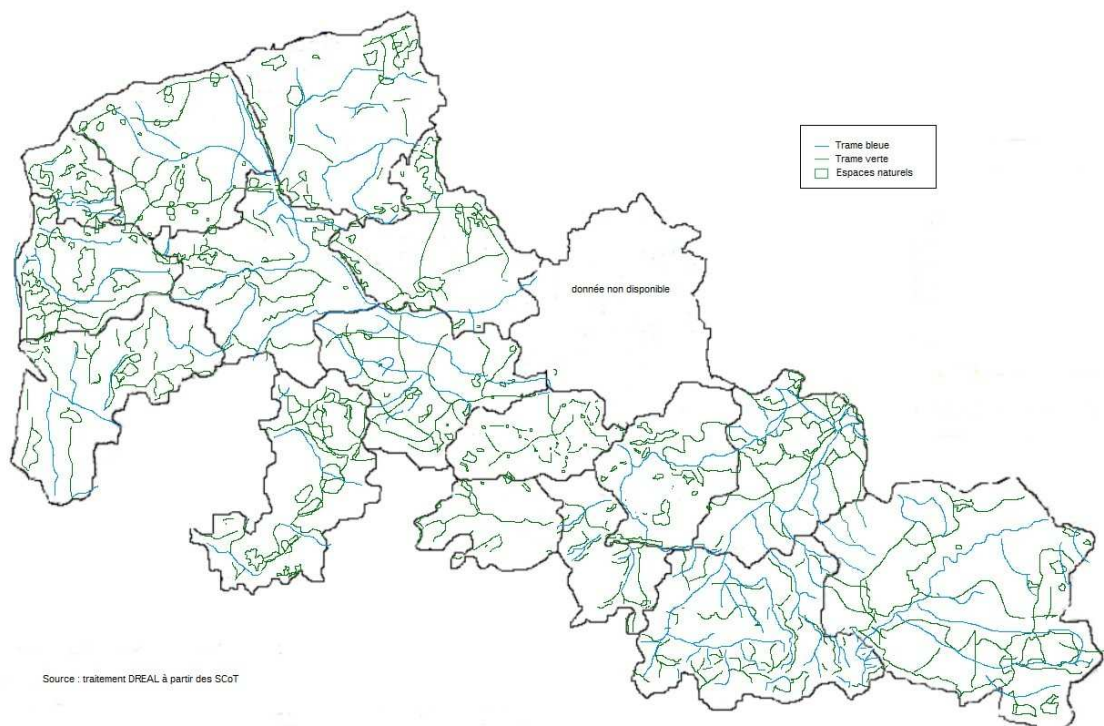 Trame bleue
Trame verte
Espaces naturels
donnée non disponible
Source : traitement DREAL à partir des SCoT